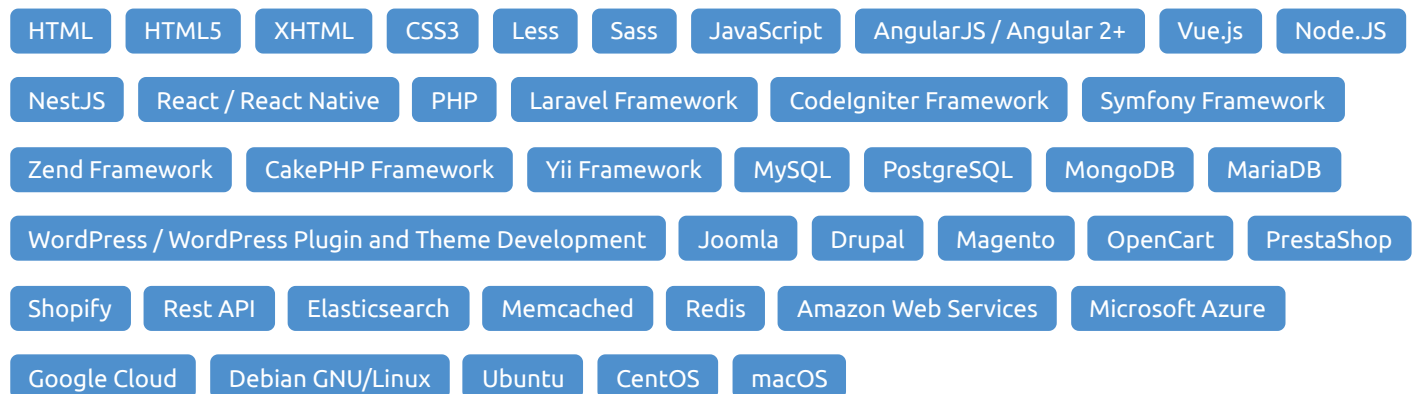 HTML HTML5 XHTML CSS3 Less Sass JavaScript AngularJS / Angular 2+ Vue.js Node.JS
NestJS React / React Native PHP Laravel Framework CodeIgniter Framework Symfony Framework
Zend Framework CakePHP Framework Yii Framework MySQL PostgreSQL MongoDB MariaDB
WordPress / WordPress Plugin and Theme Development Joomla Drupal Magento OpenCart PrestaShop
Shopify Rest API Elasticsearch Memcached Redis Amazon Web Services Microsoft Azure
Google Cloud Debian GNU/Linux Ubuntu CentOS macOS